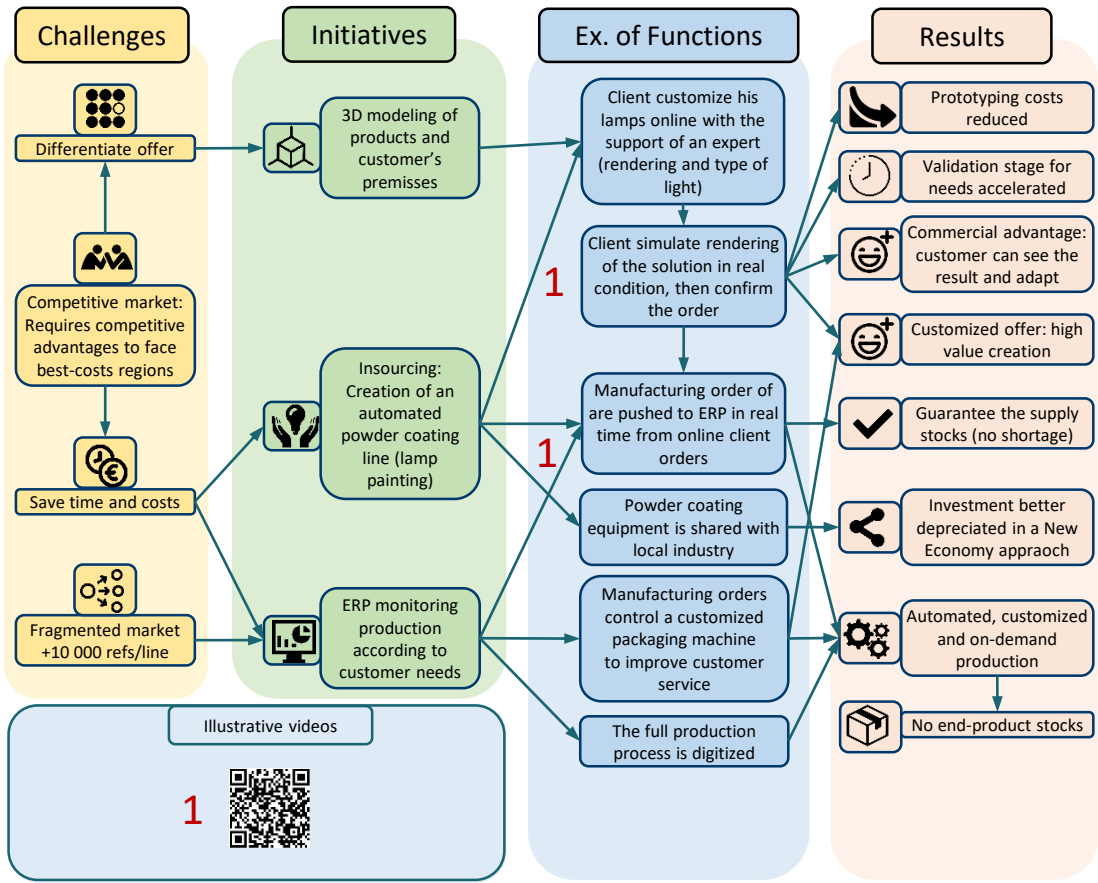 Challenges
Differentiate offer
Competitive market:
Requires competitive
advantages to face
best-costs regions
Save time and costs
Fragmented market
+10 000 refs/line
Initiatives
3D modeling of
products and
customer's
premisses
Insourcing:
Creation of an
automated
powder coating
line (lamp
painting)
ERP monitoring
production
according to
customer needs
Ex. of Functions
Client customize his
lamps online with the
support of an expert
(rendering and type of
light)
Client simulate rendering
of the solution in real
condition, then confirm
the order
1
Manufacturing order of
are pushed to ERP in real
time from online client
orders
1
Powder coating
equipment is shared with
local industry
Manufacturing orders
control a customized
packaging machine
to improve customer
service
The full production
process is digitized
Results
Prototyping costs
reduced
Validation stage for
needs accelerated
Commercial advantage:
customer can see the
result and adapt
Customized offer: high
value creation
Guarantee the supply
stocks (no shortage)
Investment better
depreciated in a New
Economy appraoch
Automated, customized
and on-demand
production
No end-product stocks
Illustrative videos
1